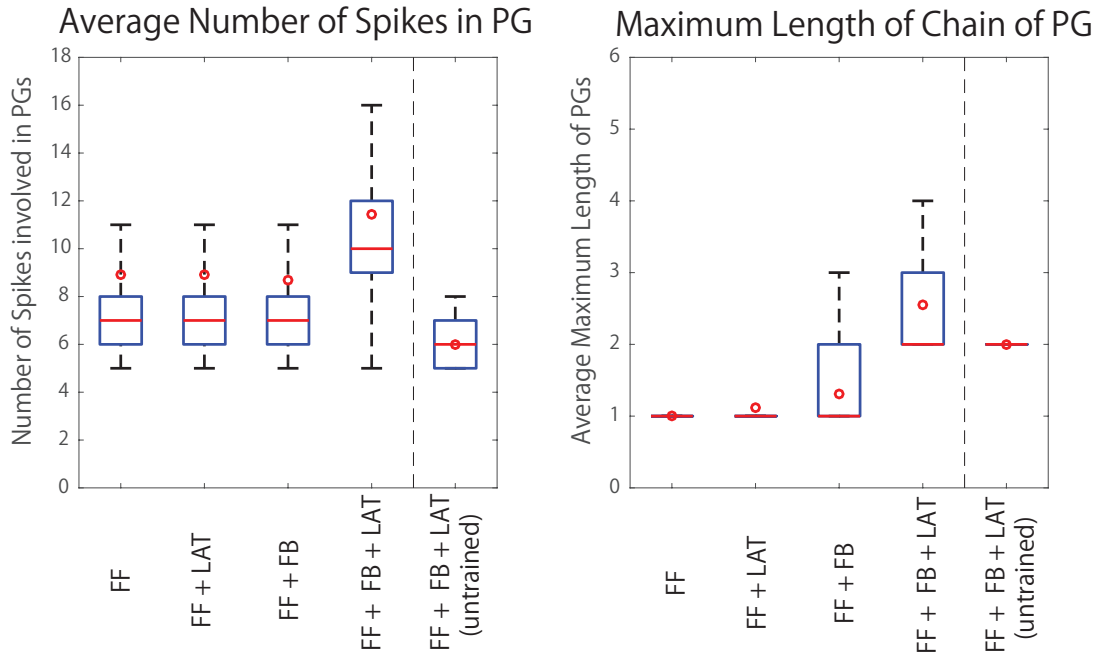 Average Number of Spikes in PG
Number of Spikes involved in PGs
18
16
14
12
10
8
6
4
2
0
FF
FF + LAT
FF + FB
FF + FB + LAT
FF + FB + LAT
(untrained)
Maximum Length of Chain of PG
Average Maximum Length of PGs
6
5
4
3
2
1
0
FF
FF + LAT
FF + FB
FF + FB + LAT
FF + FB + LAT
(untrained)